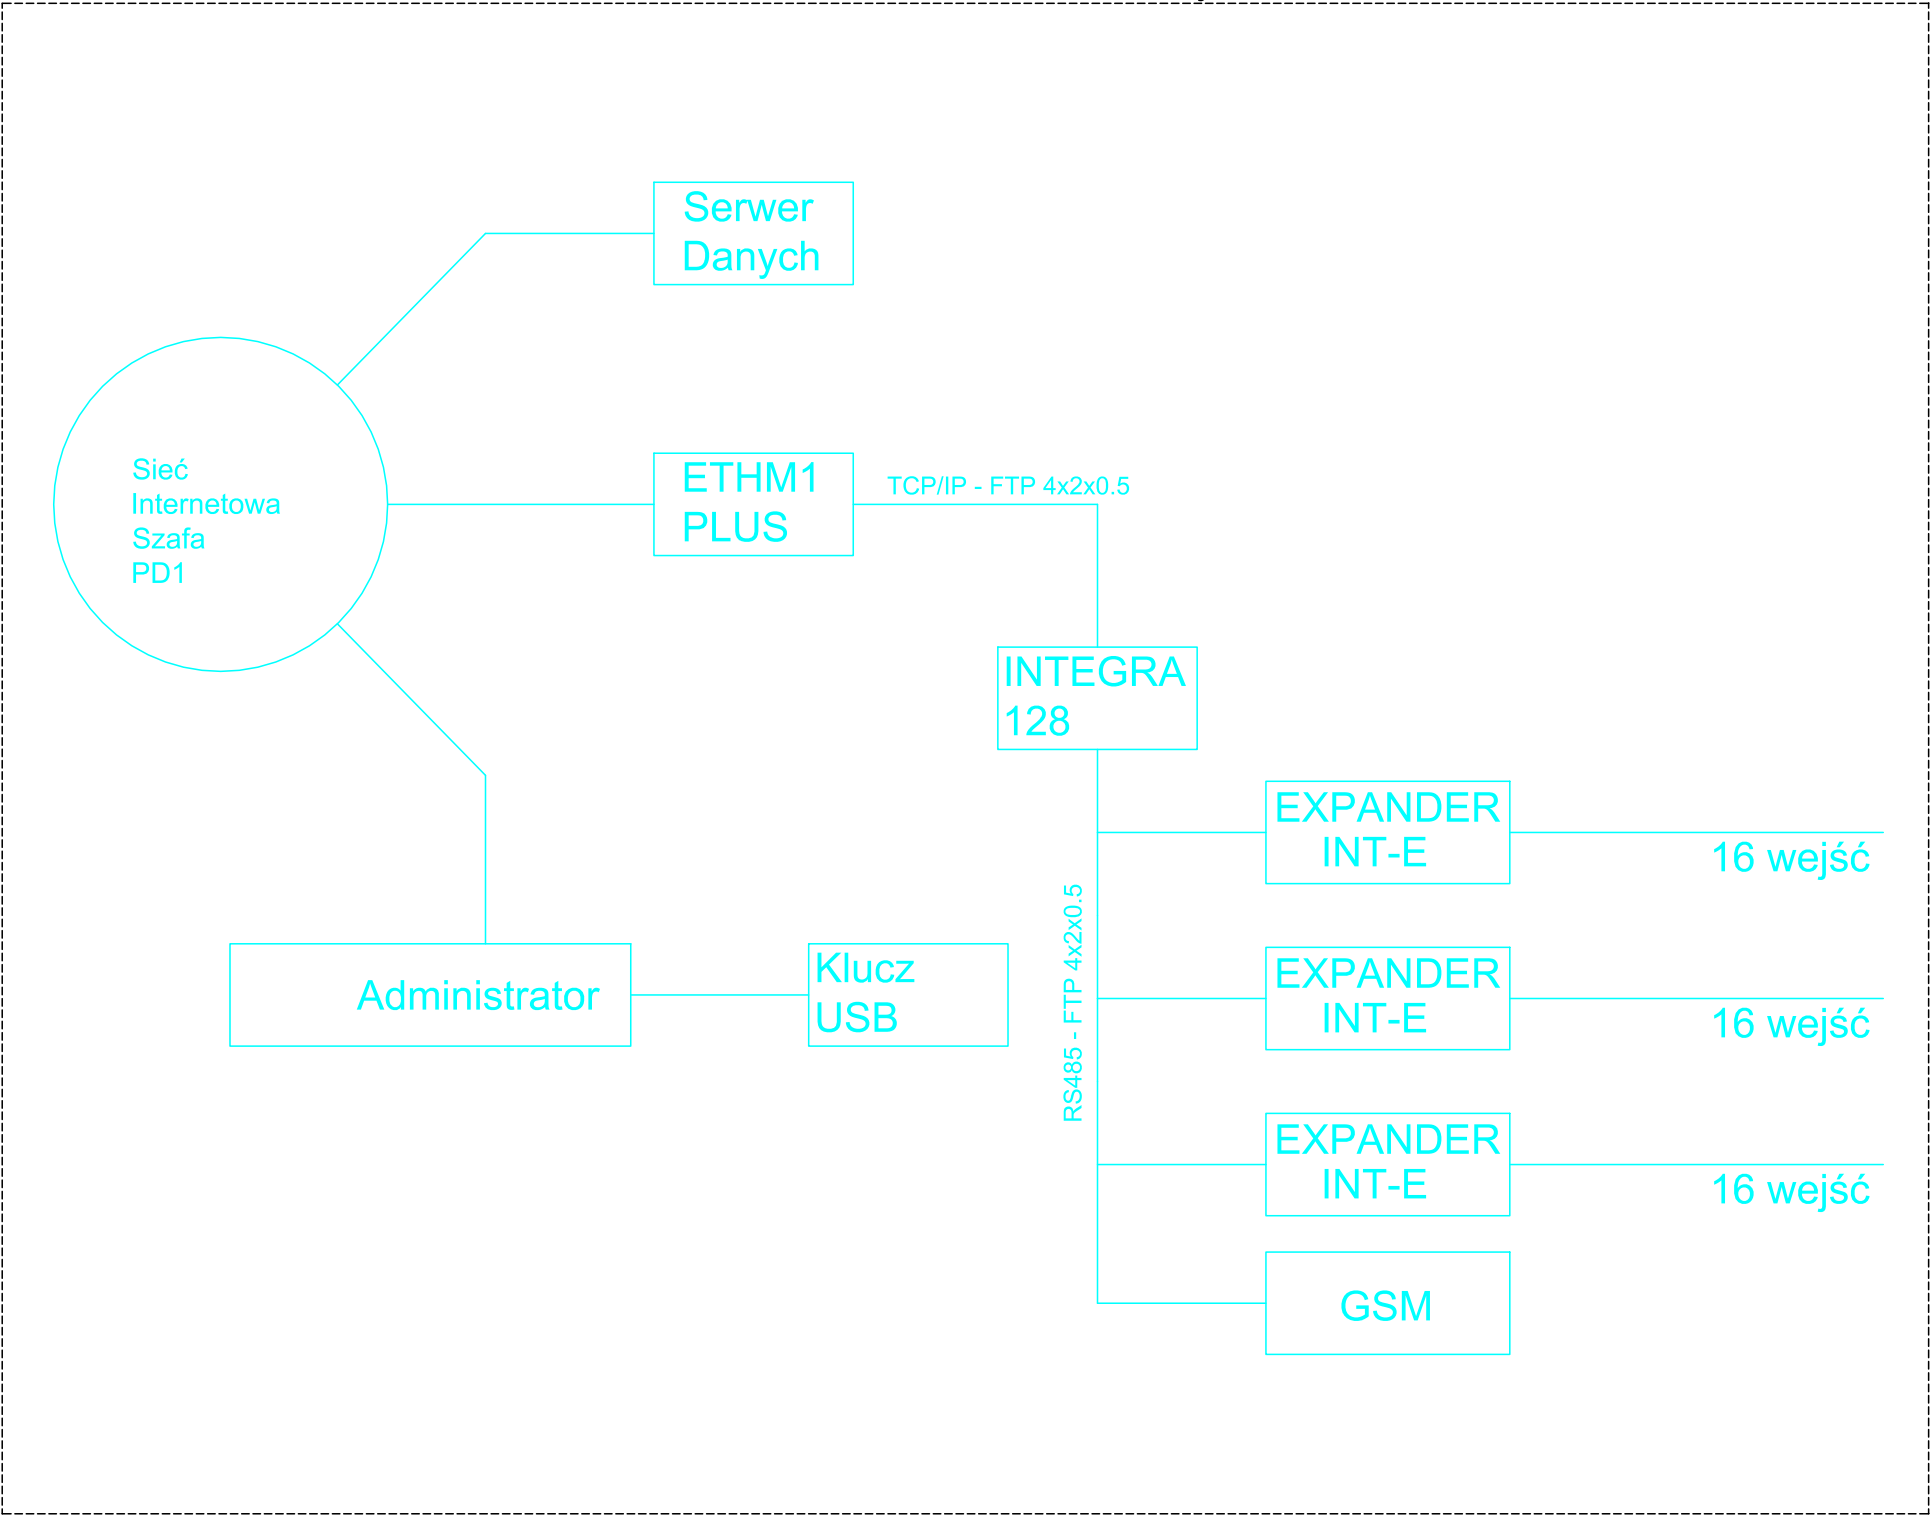 Serwer
Danych
Sieć
Internetowa
Szafa
PD1
ETHM1
PLUS
TCP/IP - FTP 4x2x0.5
INTEGRA
128
EXPANDER
INT-E
16 wejść
RS485 - FTP 4x2x0.5
Administrator
Klucz
USB
EXPANDER
INT-E
16 wejść
EXPANDER
INT-E
16 wejść
GSM